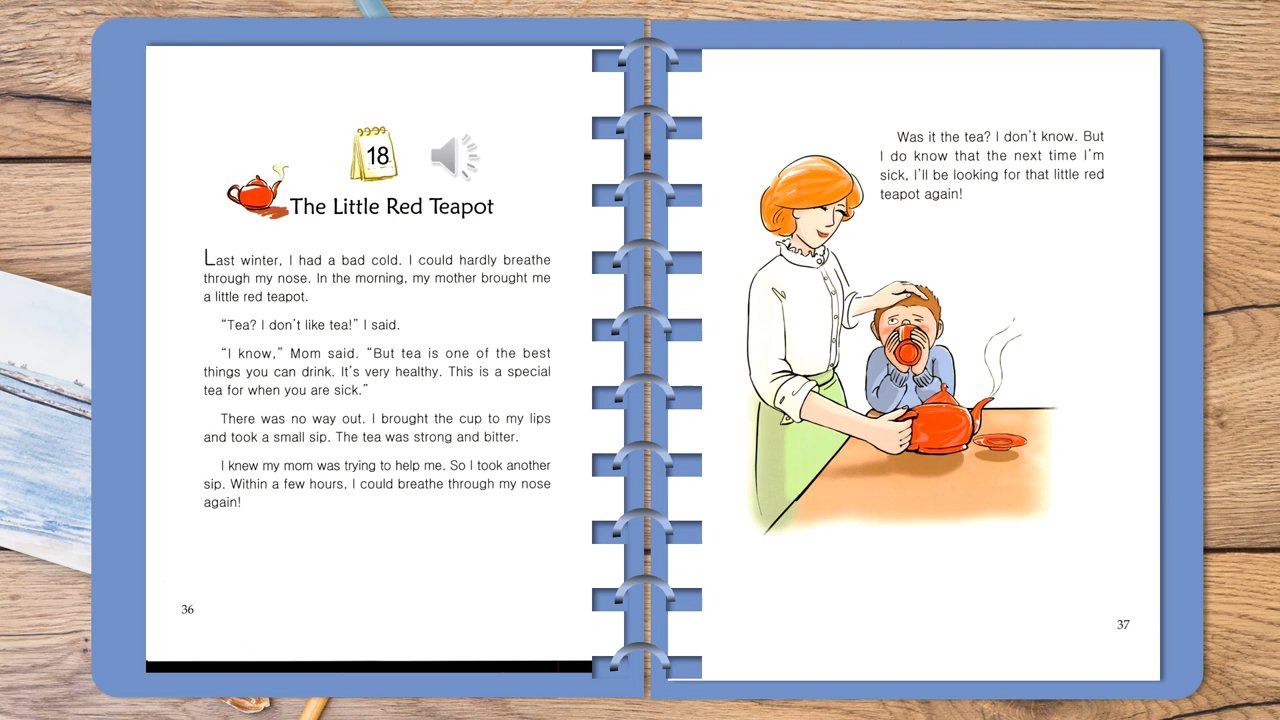 18
The Little Red Teapot
Last winter, I had a bad cold. I could hardly breathe
through my nose. In the morning, my mother brought me
a little red teapot.
“Tea? I don’t like tea!” I said.
“I know,” Mom said. “But tea is one of the best
things you can drink. It’s very healthy. This is a special
tea for when you are sick.”
There was no way out. I brought the cup to my lips
and took a small sip. The tea was strong and bitter.
I knew my mom was trying to help me. So I took another
sip. Within a few hours, I could breathe through my nose
again!
36
Was it the tea? I don’t know. But
I do know that the next time I’m
sick, I’ll be looking for that little red
teapot again!
37